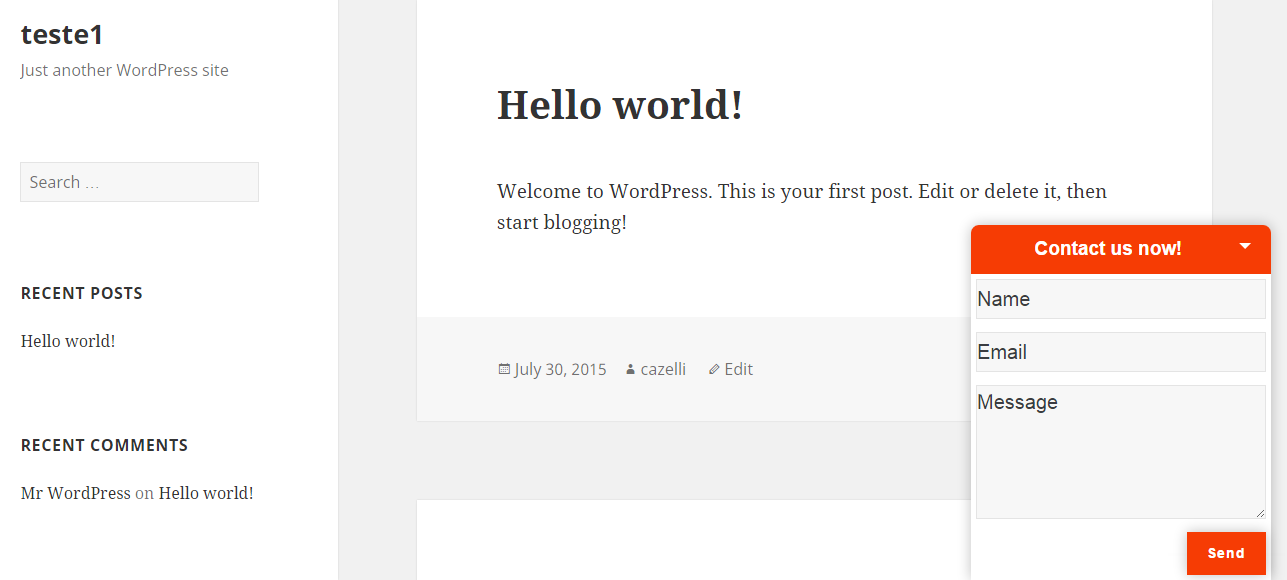 teste1
Just another WordPress site
Search …
RECENT POSTS
Hello world!
RECENT COMMENTS
Mr WordPress on Hello world!
Hello world!
Welcome to WordPress. This is your first post. Edit or delete it, then
start blogging!
July 30, 2015 cazelli Edit
Contact us now!
Name
Email
Message
Send